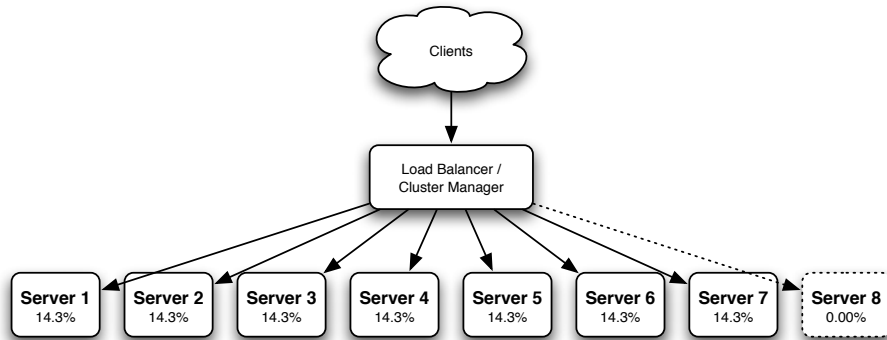 Clients
Load Balancer /
Cluster Manager
Server 1
14.3%
Server 2
14.3%
Server 3
14.3%
Server 4
14.3%
Server 5
14.3%
Server 6
14.3%
Server 7
14.3%
Server 8
0.00%